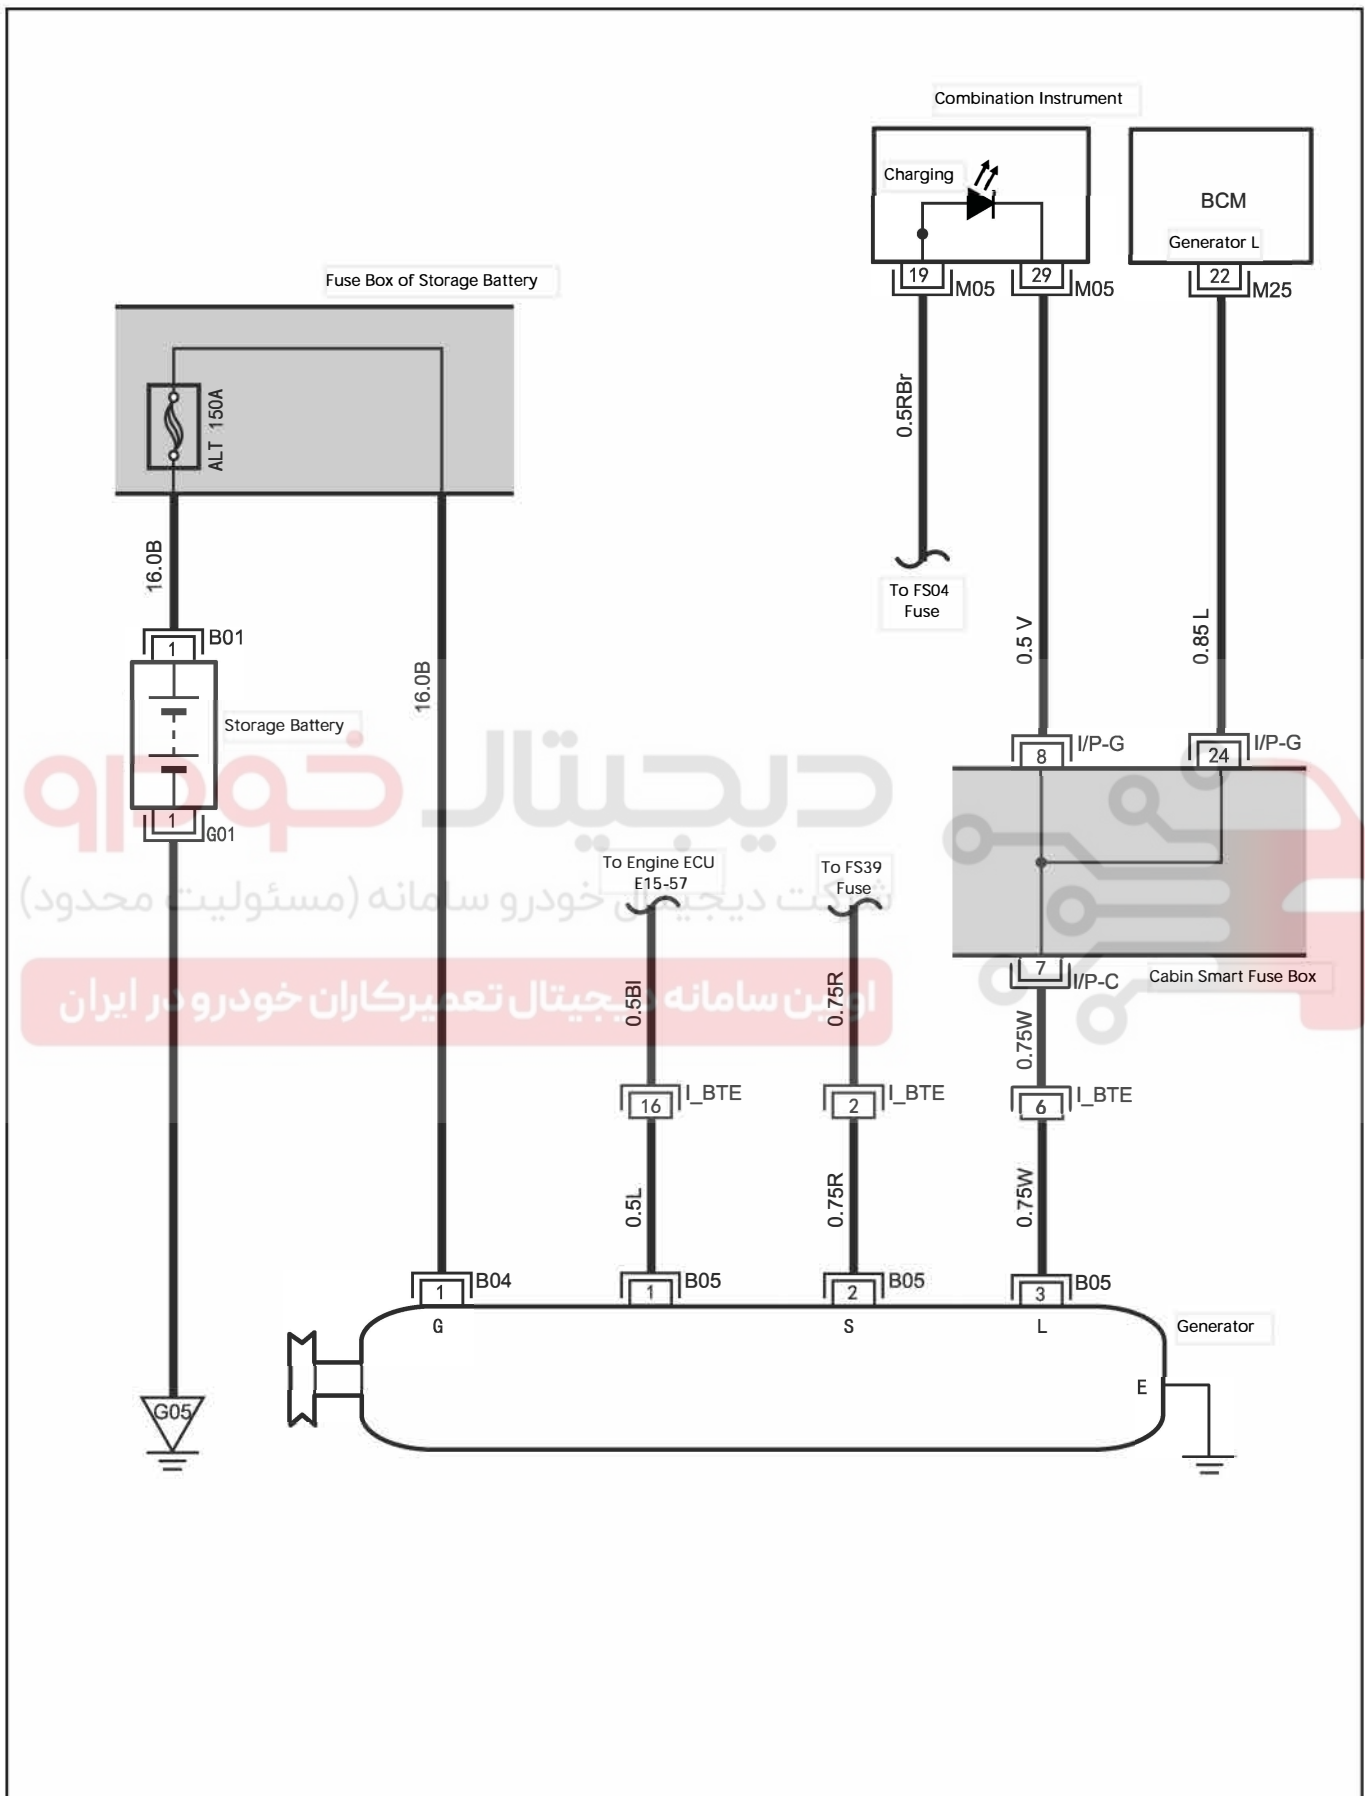 Combination Instrument
Charging
BCM
Generator L
19
M05
29
M05
22
M25
Fuse Box of Storage Battery
ALT 150A
0.5RBr
To FS04
Fuse
16.0B
16.0B
0.5 V
0.85 L
1
B01
Storage Battery
1
G01
8
I/P-G
24
I/P-G
دیجیتال خودرو
To Engine ECU
E15-57
To FS39
Fuse
شرکت دیجیتال خودرو سامانه (مسئولیت محدود)
7
I/P-C
Cabin Smart Fuse Box
اولین سامانه دیجیتال تعمیرکاران خودرو در ایران
0.5Bl
0.75R
0.75W
16
I_BTE
2
I_BTE
6
I_BTE
0.5L
0.75R
0.75W
1
B04
1
B05
2
B05
3
B05
G
S
L
Generator
E
G05